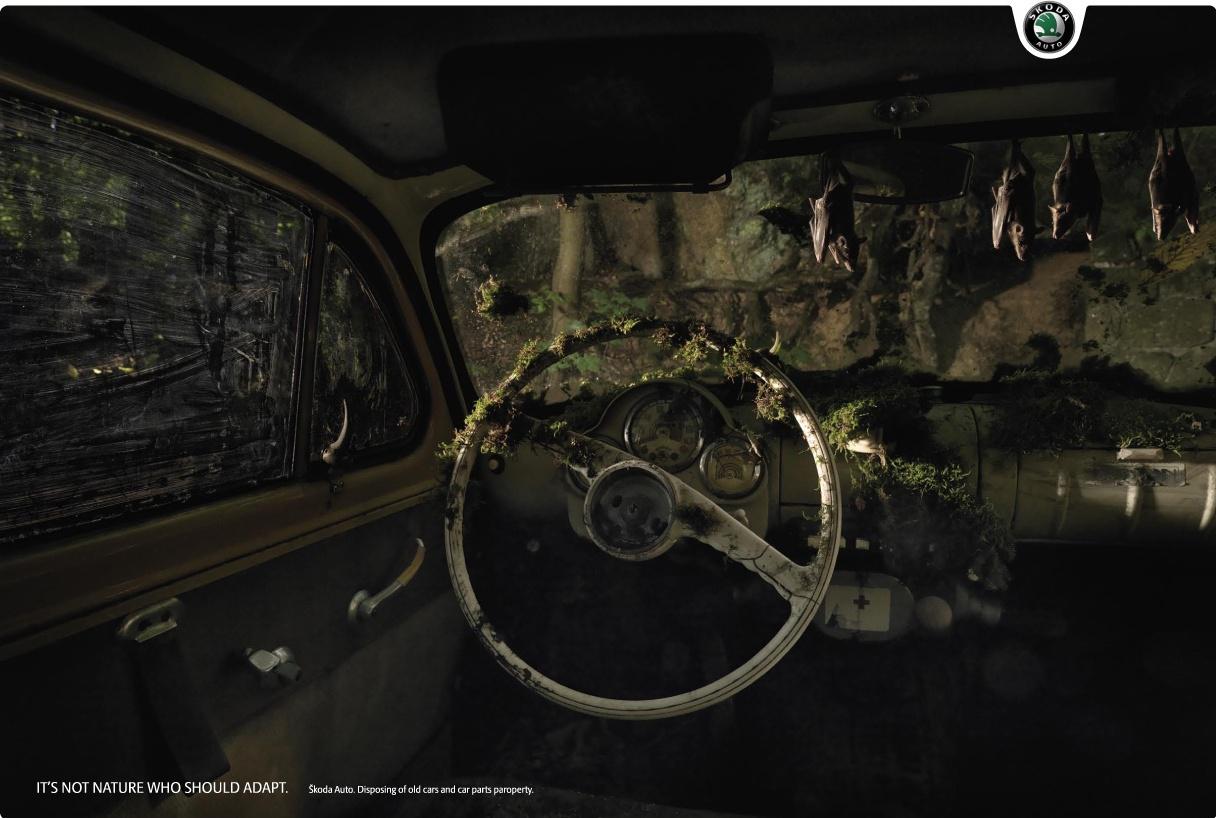 ŠKODA
AUTO
IT'S NOT NATURE WHO SHOULD ADAPT.
Škoda Auto. Disposing of old cars and car parts paroperty.